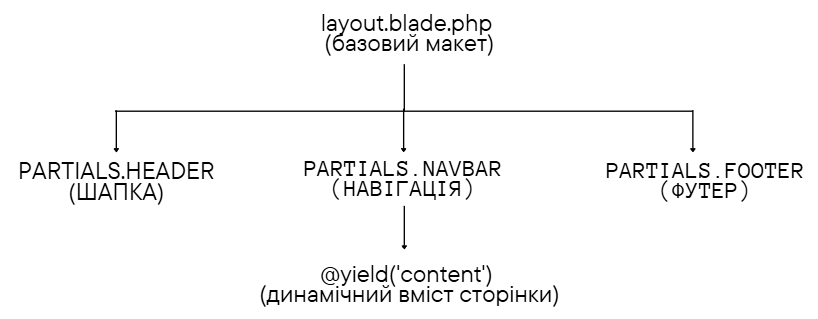 layout.blade.php
(базовий макет)
PARTIALS.HEADER
(ШАПКА)
PARTIALS.NAVBAR
(НАВІГАЦІЯ)
PARTIALS.FOOTER
(ФУТЕР)
@yield('content')
(динамічний вміст сторінки)